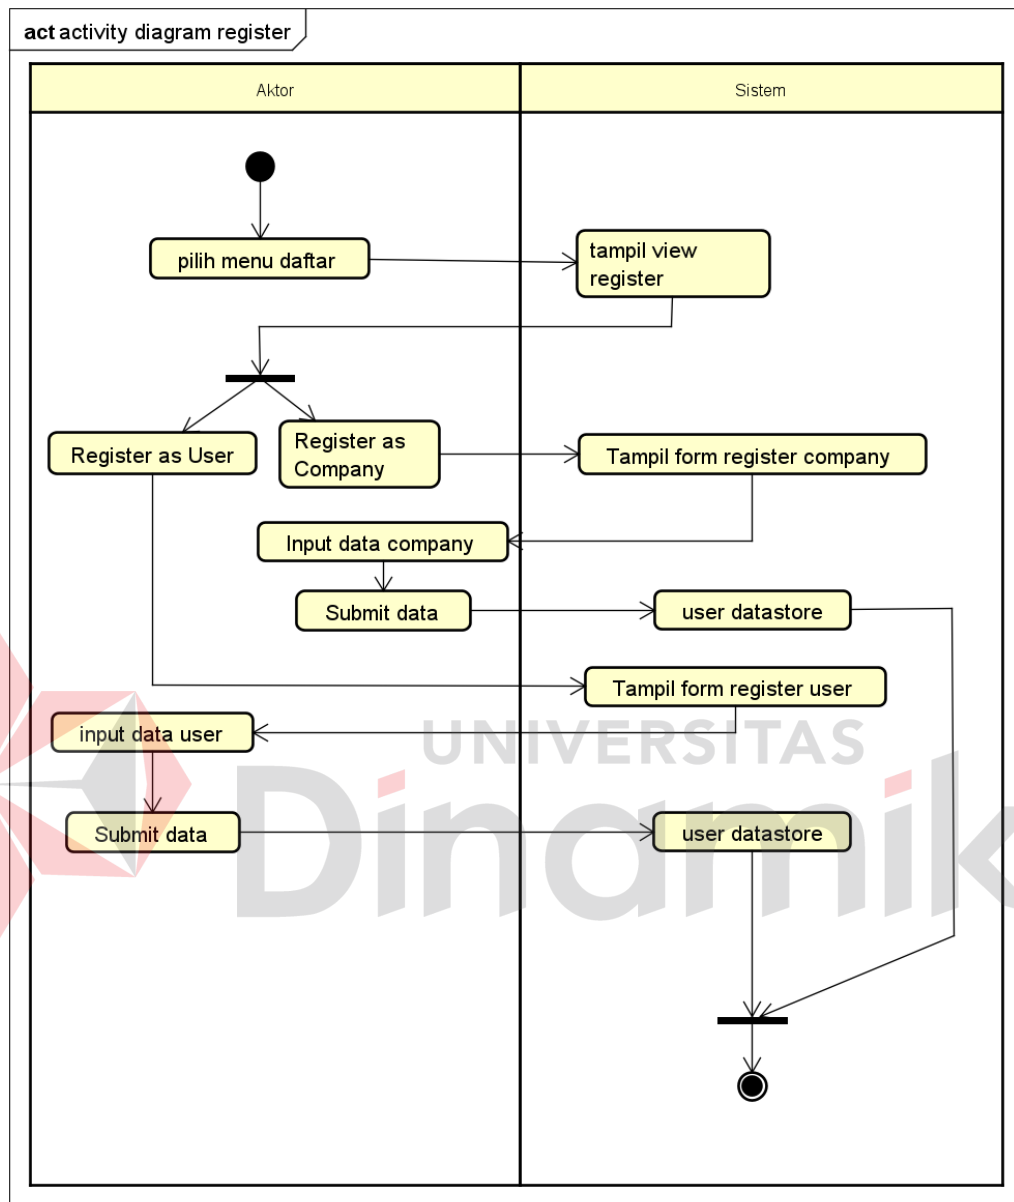 act activity diagram register
Aktor
Sistem
pilih menu daftar
tampil view
register
Register as User
Register as
Company
Tampil form register company
Input data company
Submit data
user datastore
Tampil form register user
input data user
UNIVERSITAS
Dinamik
Submit data
user datastore